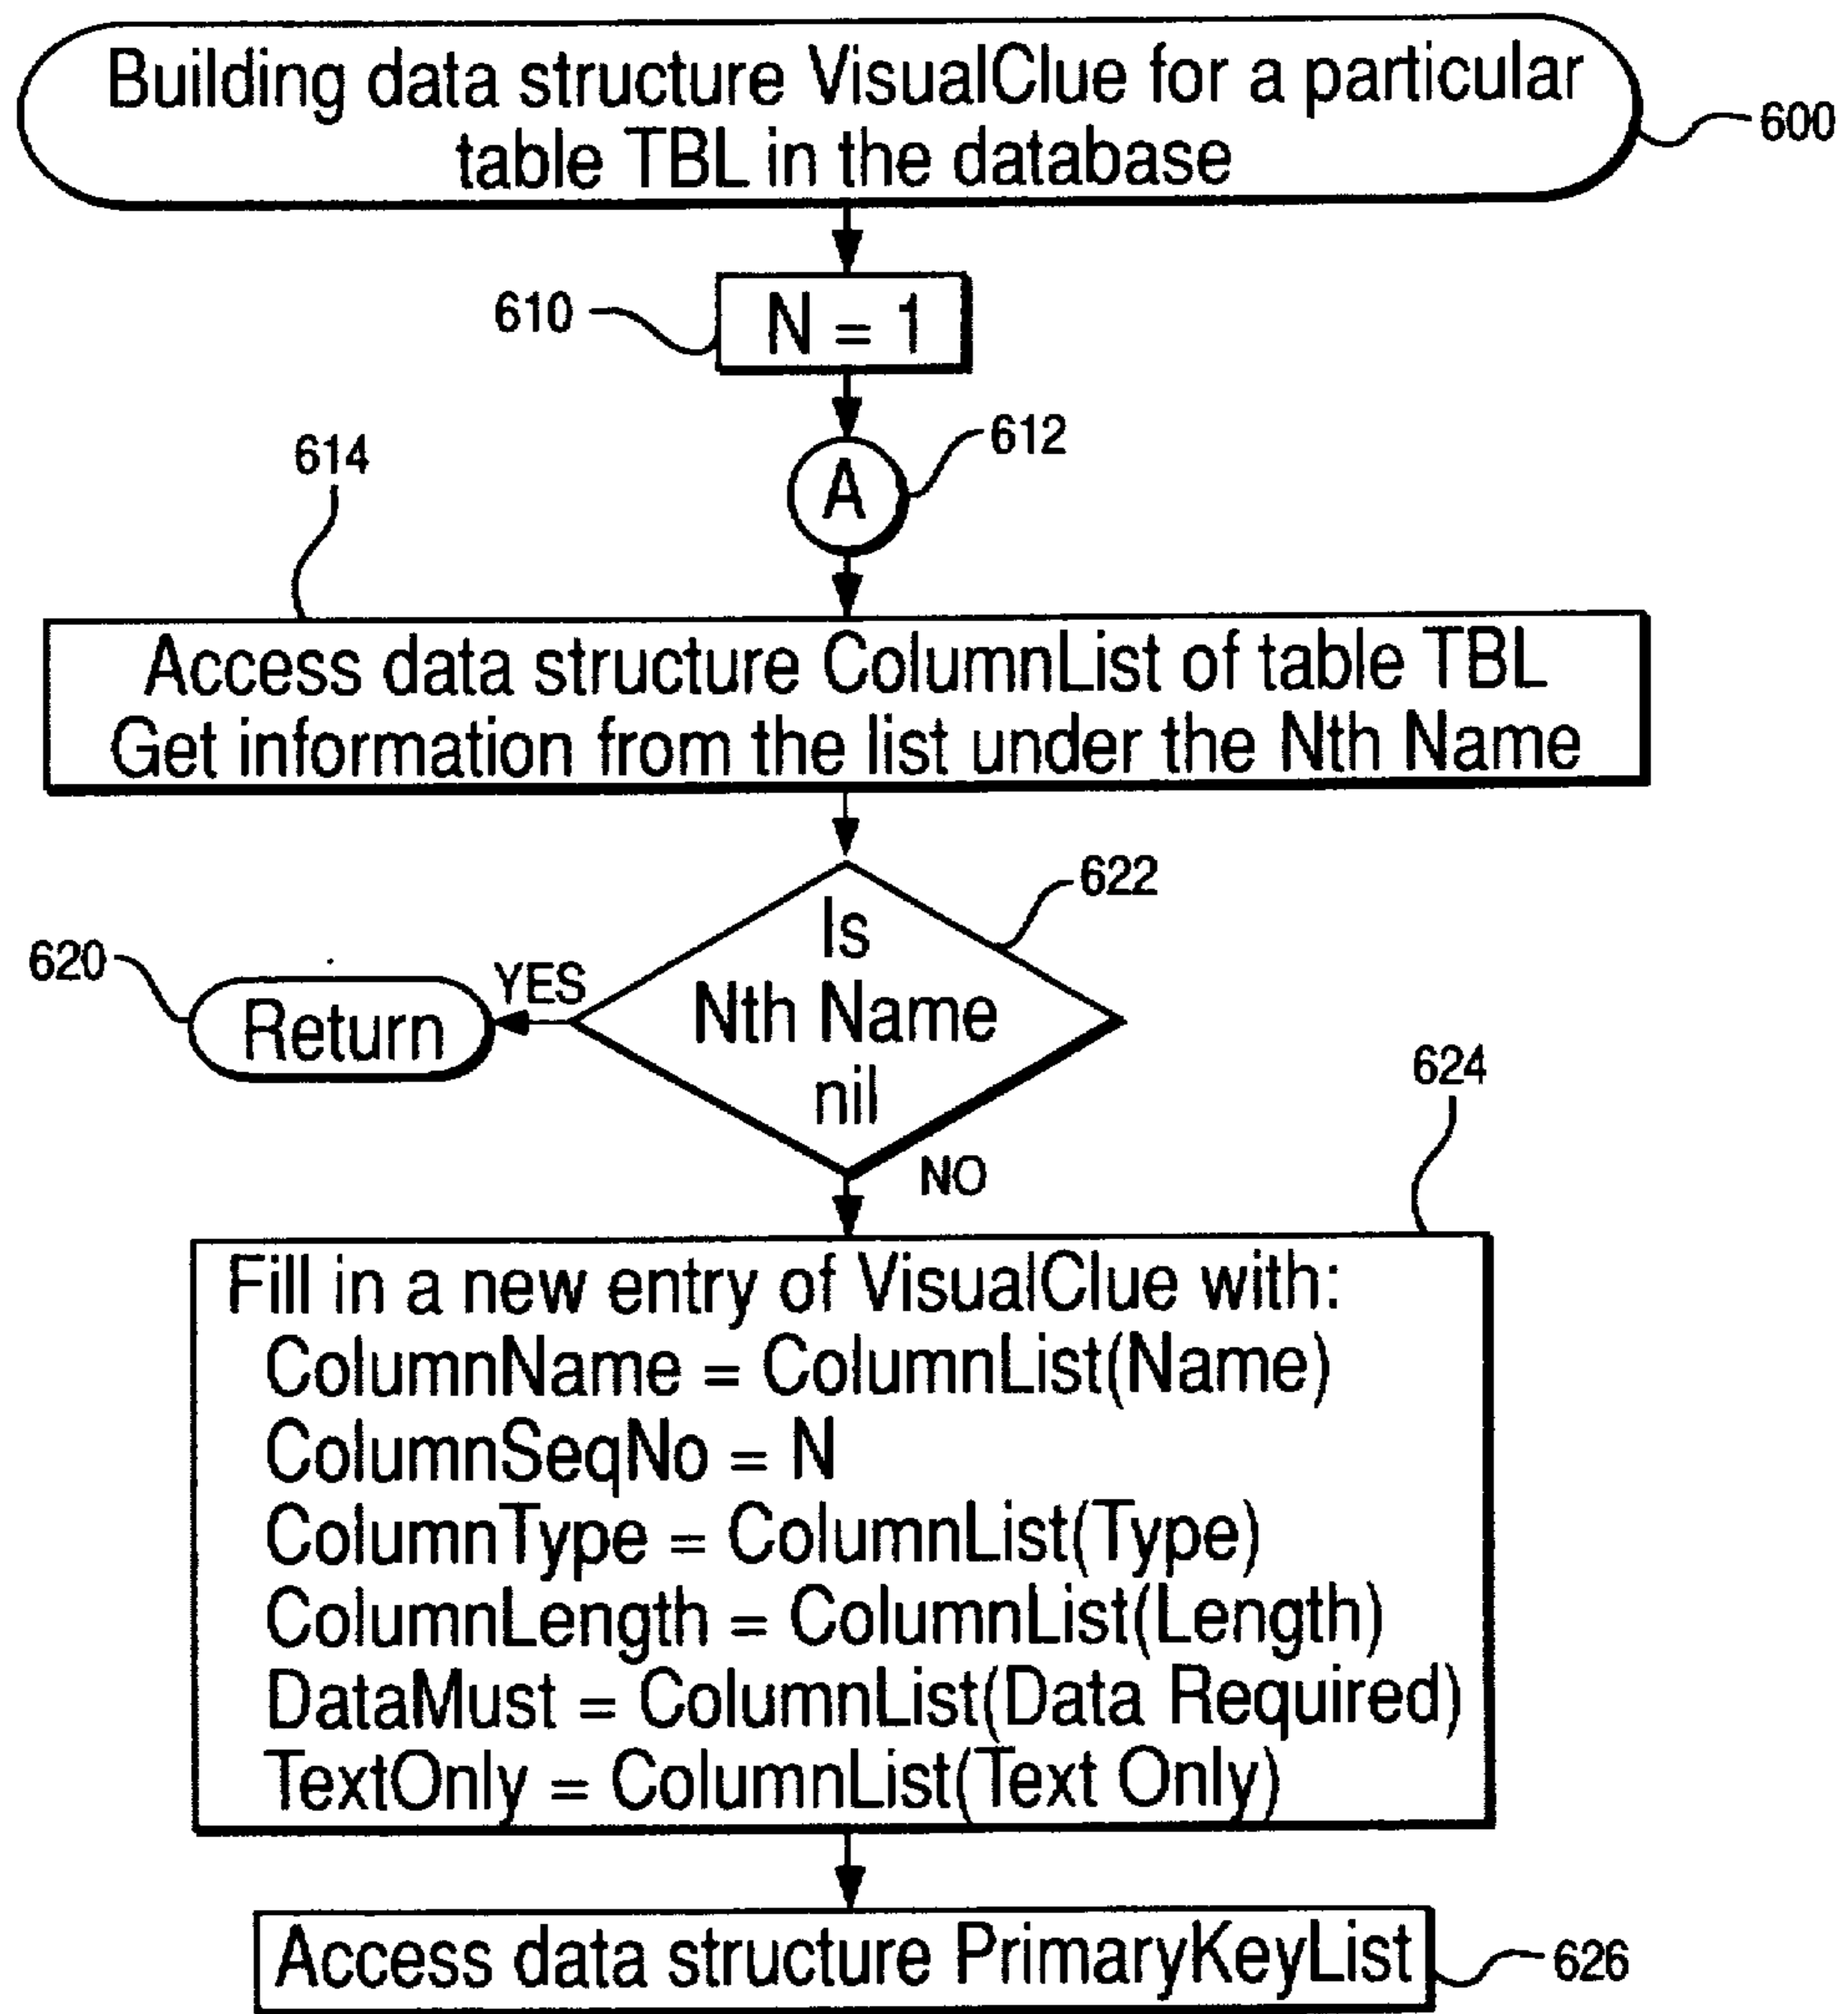 Building data structure VisualClue for a particular
table TBL in the database
600
610
N = 1
612
A
614
Access data structure ColumnList of table TBL
Get information from the list under the Nth Name
622
Is
Nth Name
nil
620
YES
Return
NO
624
Fill in a new entry of VisualClue with:
ColumnName = ColumnList(Name)
ColumnSeqNo = N
ColumnType = ColumnList(Type)
ColumnLength = ColumnList(Length)
DataMust = ColumnList(Data Required)
TextOnly = ColumnList(Text Only)
Access data structure PrimaryKeyList
626